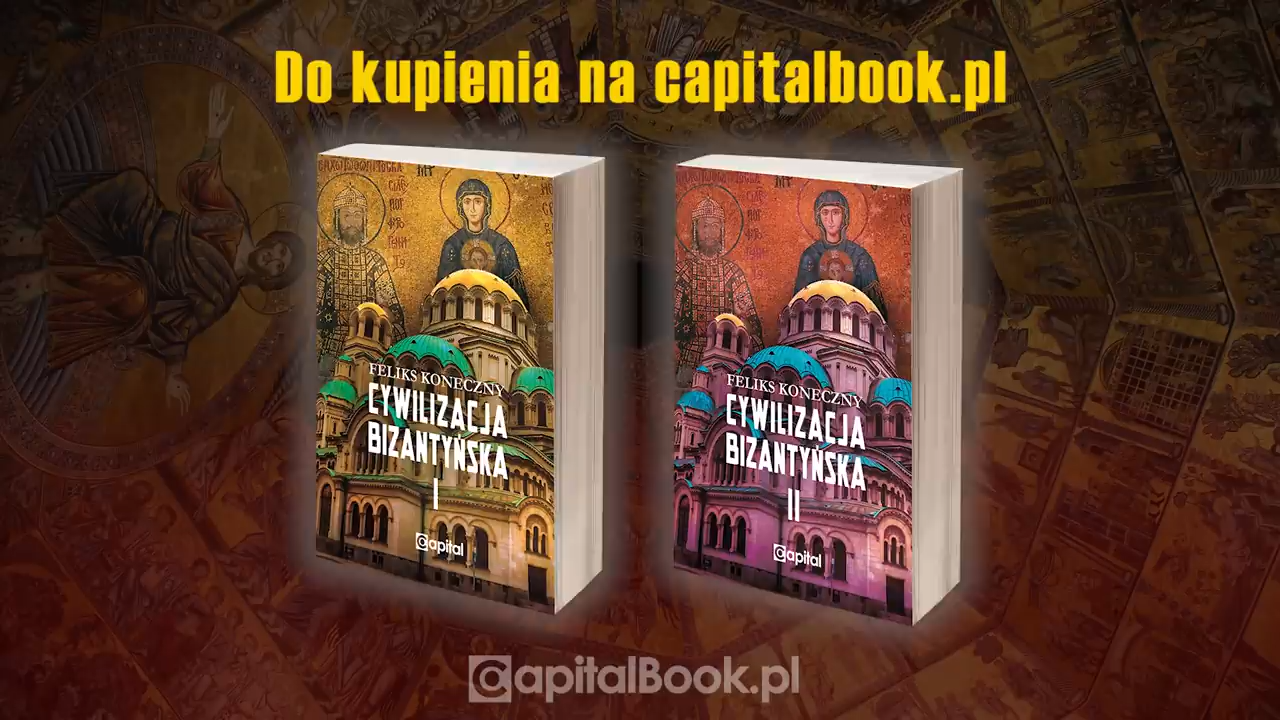 Do kupienia na capitalbook.pl
FELIKS KONECZNY
CYWILIZACJA
BIZANTYŃSKA
I
Capital
FELIKS KONECZNY
CYWILIZACJA
BIZANTYŃSKA
II
Capital
CapitalBook.pl